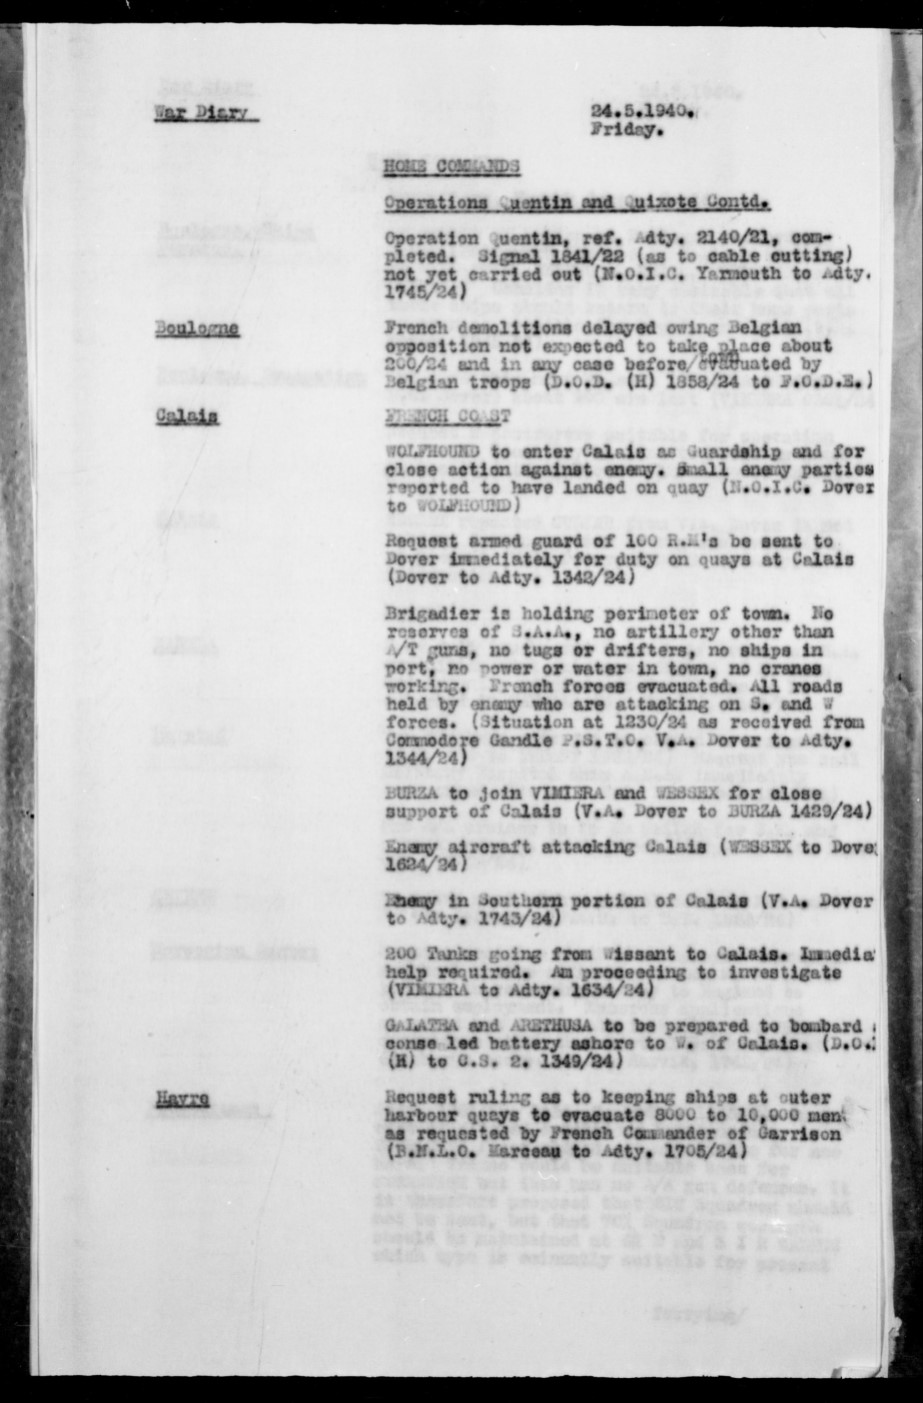 War Diary
24.5.1940.
Friday.
HOME COMMANDS
Operations Quentin and Quixote Contd.
Operation Quentin, ref. Adty. 2140/21, com-
pleted. Signal 1841/22 (as to cable cutting)
not yet carried out (N.O.I.C. Yarmouth to Adty.
1745/24)
Boulogne
French demolitions delayed owing Belgian
opposition not expected to take place about
200/24 and in any case before/evacuated by
Belgian troops (D.O.D. (H) 1858/24 to F.O.D.E.)
Calais
FRENCH COAST
WOLFHOUND to enter Calais as Guardship and for
close action against enemy. Small enemy parties
reported to have landed on quay (N.O.I.C. Dover
to WOLFHOUND)
Request armed guard of 100 R.M's be sent to
Dover immediately for duty on quays at Calais
(Dover to Adty. 1342/24)
Brigadier is holding perimeter of town. No
reserves of S.A.A., no artillery other than
A/T guns, no tugs or drifters, no ships in
port, no power or water in town, no cranes
working. French forces evacuated. All roads
held by enemy who are attacking on S. and W
forces. (Situation at 1230/24 as received from
Commodore Gandle P.S.T.O. V.A. Dover to Adty.
1344/24)
BURZA to join VIMIERA and WESSEX for close
support of Calais (V.A. Dover to BURZA 1429/24)
Enemy aircraft attacking Calais (WESSEX to Dove
1624/24)
Enemy in Southern portion of Calais (V.A. Dover
to Adty. 1743/24)
200 Tanks going from Wissant to Calais. Immedia
help required. Am proceeding to investigate
(VIMIERA to Adty. 1634/24)
GALATEA and ARETHUSA to be prepared to bombard
conse led battery ashore to W. of Calais. (D.O.
(H) to C.S. 2. 1349/24)
Havre
Request ruling as to keeping ships at outer
harbour quays to evacuate 8000 to 10,000 men
as requested by French Commander of Garrison
(B.N.L.O. Marceau to Adty. 1705/24)